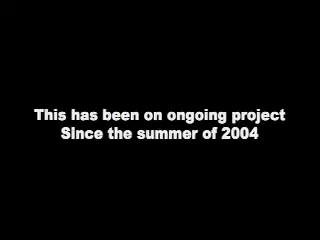 This has been on ongoing project
Since the summer of 2004